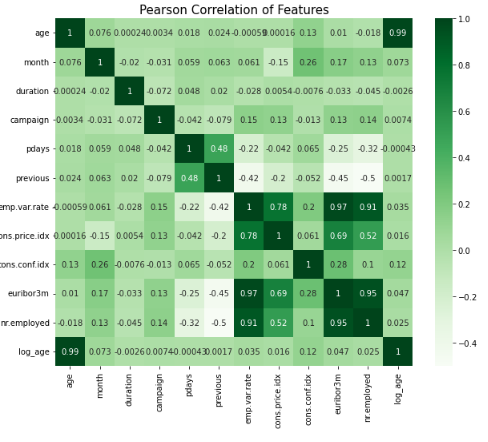 Pearson Correlation of Features
age 1 0.076 0.00024 0.0034 0.018 0.024 -0.00059 0.00016 0.13 0.01 -0.018 0.99
month 0.076 1 -0.02 -0.031 0.059 0.063 0.061 -0.15 0.26 0.17 0.13 0.073
duration 0.00024 -0.02 1 -0.072 0.048 0.02 -0.028 0.0054 -0.0076 -0.033 -0.045 -0.0026
campaign 0.0034 -0.031 -0.072 1 -0.042 -0.079 0.15 0.13 -0.013 0.13 0.14 0.0074
pdays 0.018 0.059 0.048 -0.042 1 0.48 -0.22 -0.042 0.065 -0.25 -0.32 -0.00043
previous 0.024 0.063 0.02 -0.079 0.48 1 -0.42 -0.2 -0.052 -0.45 -0.5 0.0017
emp.var.rate -0.00059 0.061 -0.028 0.15 -0.22 -0.42 1 0.78 0.2 0.97 0.91 0.035
ons.price.idx 0.00016 -0.15 0.0054 0.13 -0.042 -0.2 0.78 1 0.061 0.69 0.52 0.016
ons.conf.idx 0.13 0.26 -0.0076 -0.013 0.065 -0.052 0.2 0.061 1 0.28 0.1 0.12
euribor3m 0.01 0.17 -0.033 0.13 -0.25 -0.45 0.97 0.69 0.28 1 0.95 0.047
nr.employed -0.018 0.13 -0.045 0.14 -0.32 -0.5 0.91 0.52 0.1 0.95 1 0.025
log_age 0.99 0.073 -0.0026 0.0074 0.00043 0.0017 0.035 0.016 0.12 0.047 0.025 1
age
month
duration
campaign
pdays
previous
emp.var.rate
cons.price.idx
cons.conf.idx
euribor3m
nr.employed
log_age
1.0
0.8
0.6
0.4
0.2
0.0
−0.2
−0.4